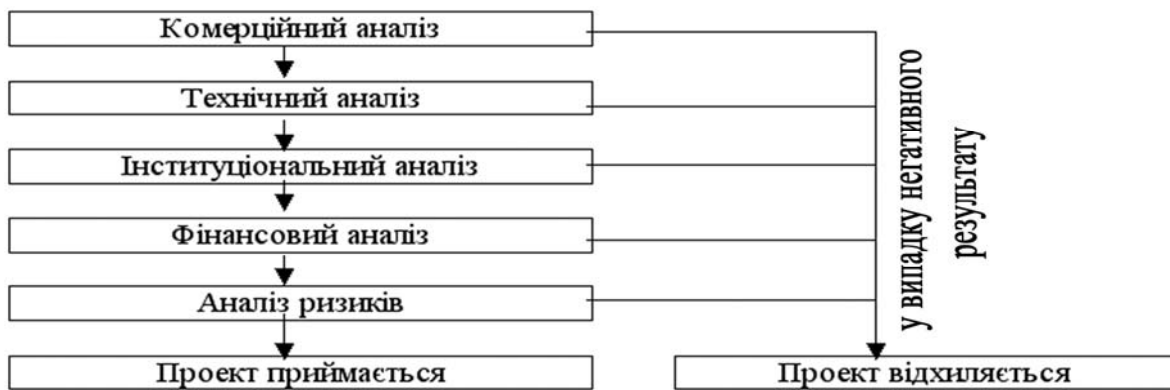 Комерційний аналіз
Технічний аналіз
Інституціональний аналіз
Фінансовий аналіз
Аналіз ризиків
Проект приймається
Проект відхиляється
у випадку негативного
результату